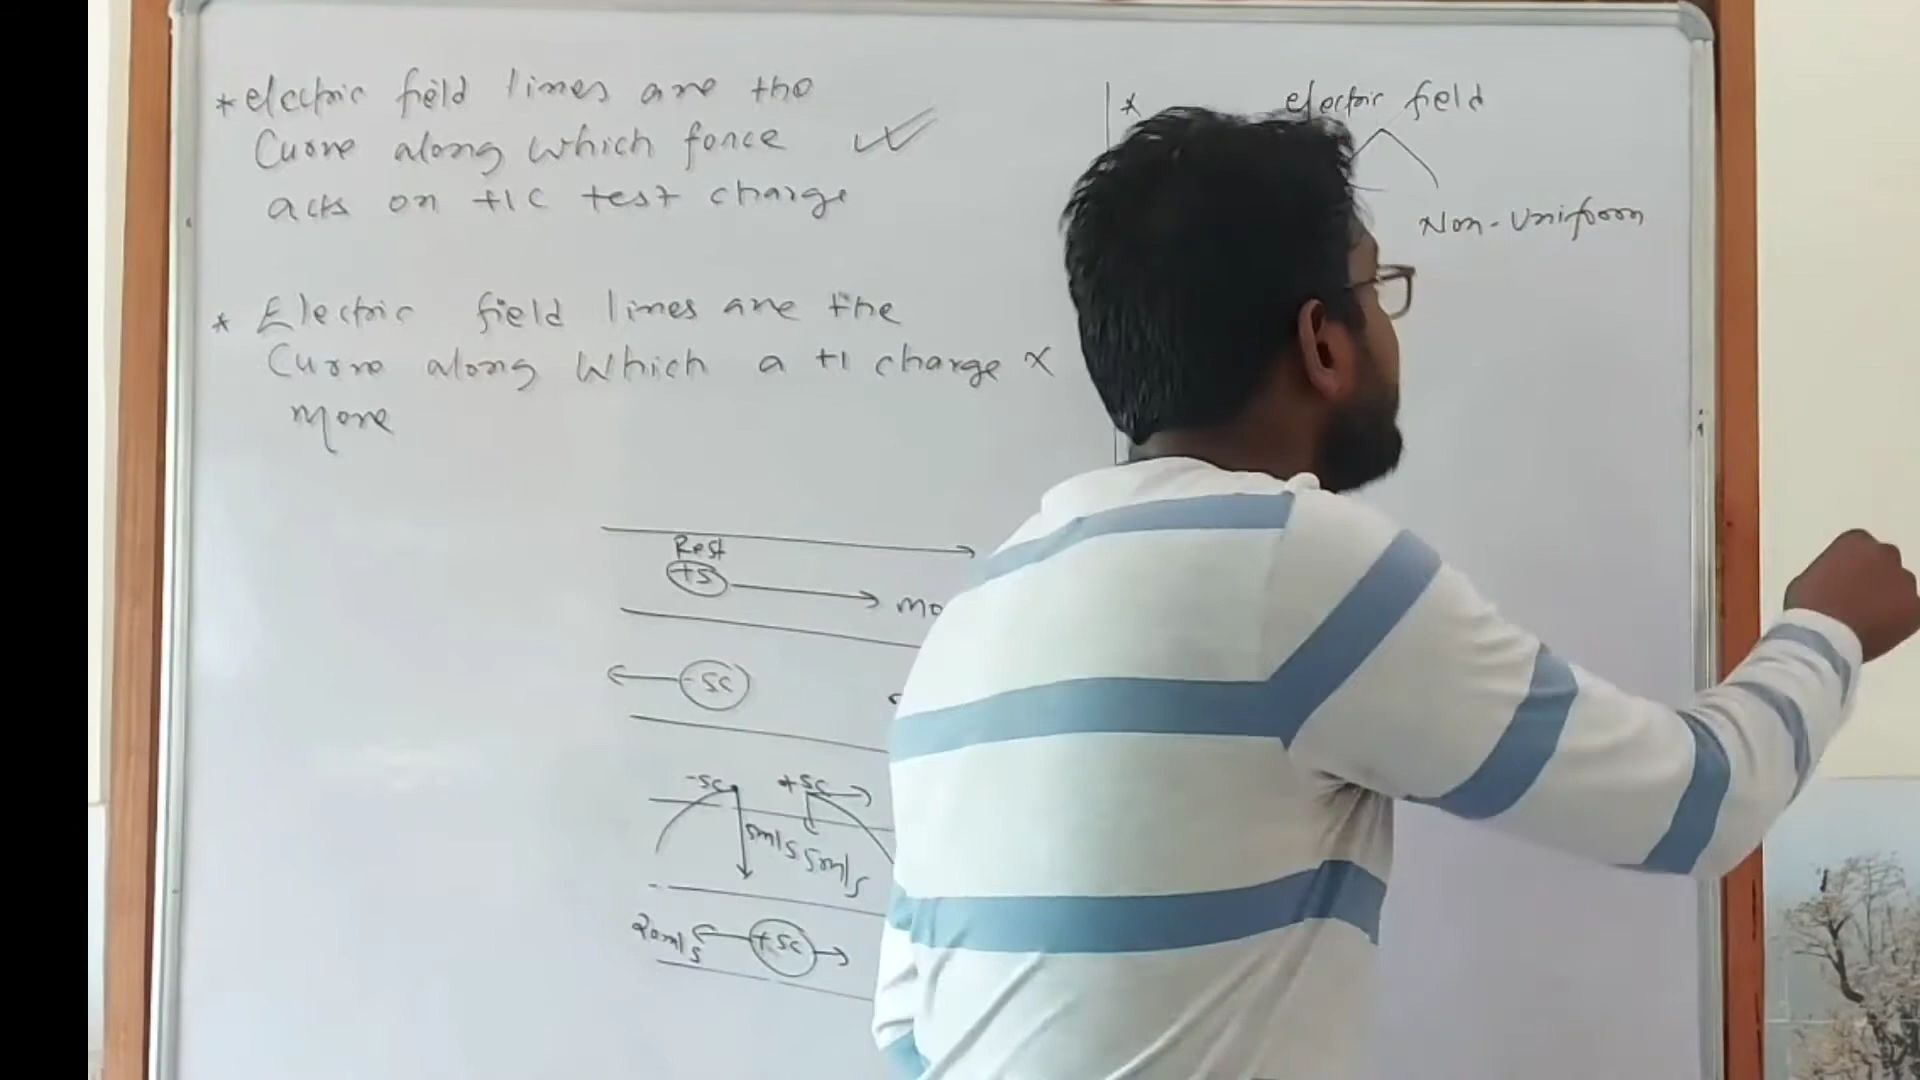 * electric field lines are the
Curve along which force
acts on +1C test charge
* Electric field lines are the
Curve along which a +1 charge ×
move
Rest
+5
mo
-5C
-5C +5C
5m/s 5m/s
20m/s +5C
* electric field
Non-Uniform